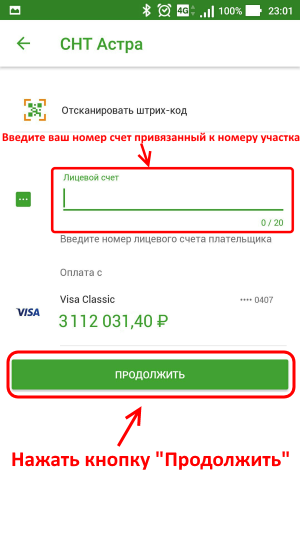 4G 100% 23:01
СНТ Астра
Отсканировать штрих-код
Введите ваш номер счет привязанный к номеру участка
Лицевой счет
0 / 20
Введите номер лицевого счета плательщика
Оплата с
VISA Visa Classic •••• 0407
3 112 031,40 ₽
ПРОДОЛЖИТЬ
Нажать кнопку "Продолжить"